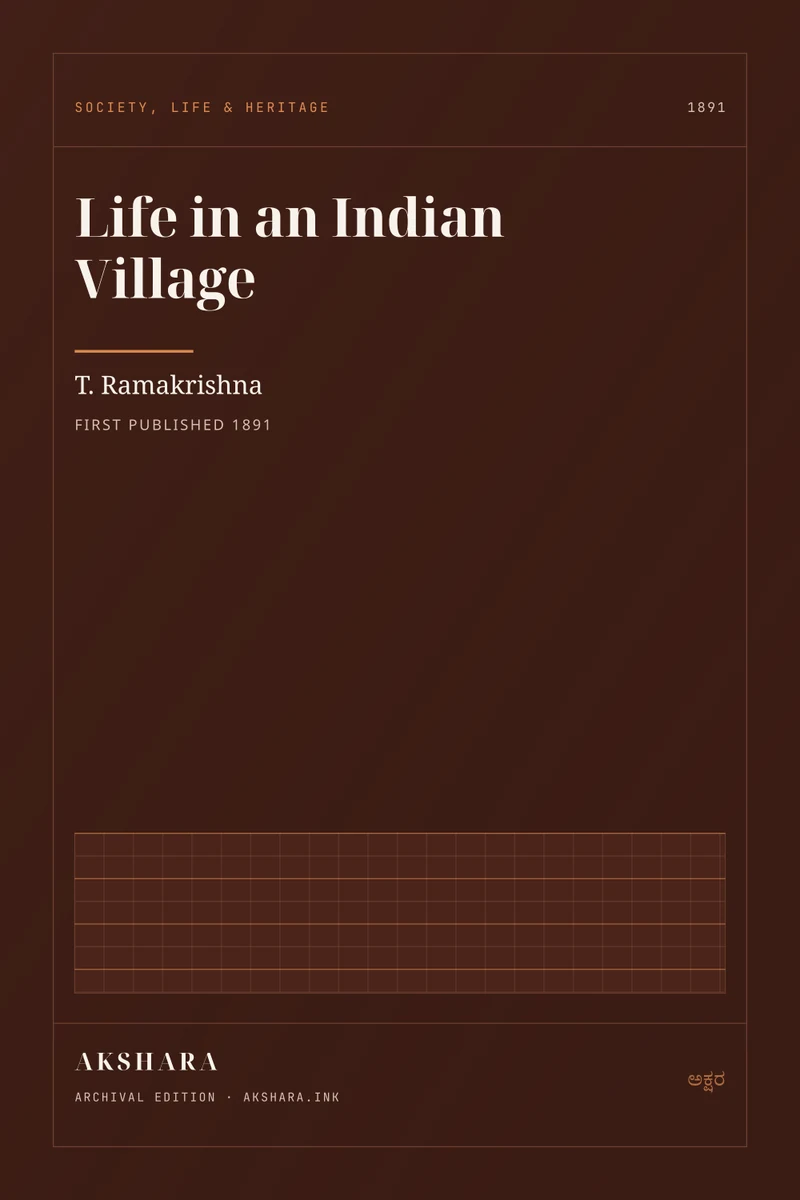 SOCIETY, LIFE & HERITAGE
1891
Life in an Indian
Village
T. Ramakrishna
FIRST PUBLISHED 1891
AKSHARA
ARCHIVAL EDITION · AKSHARA.INK
ಅಕ್ಷರ